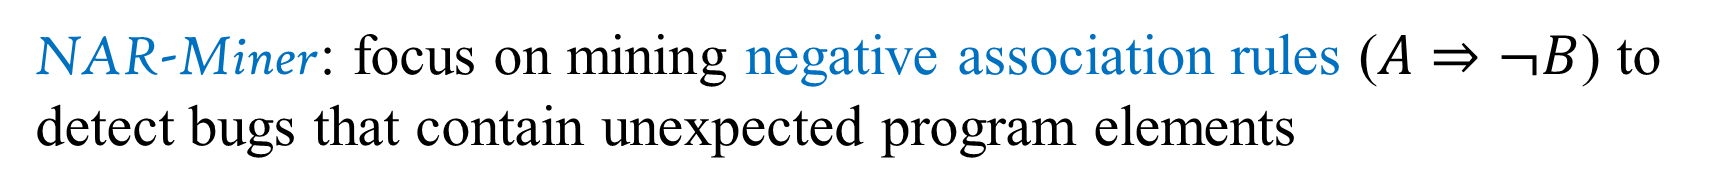 NAR-Miner: focus on mining negative association rules (A ⇒ ¬B) to
detect bugs that contain unexpected program elements